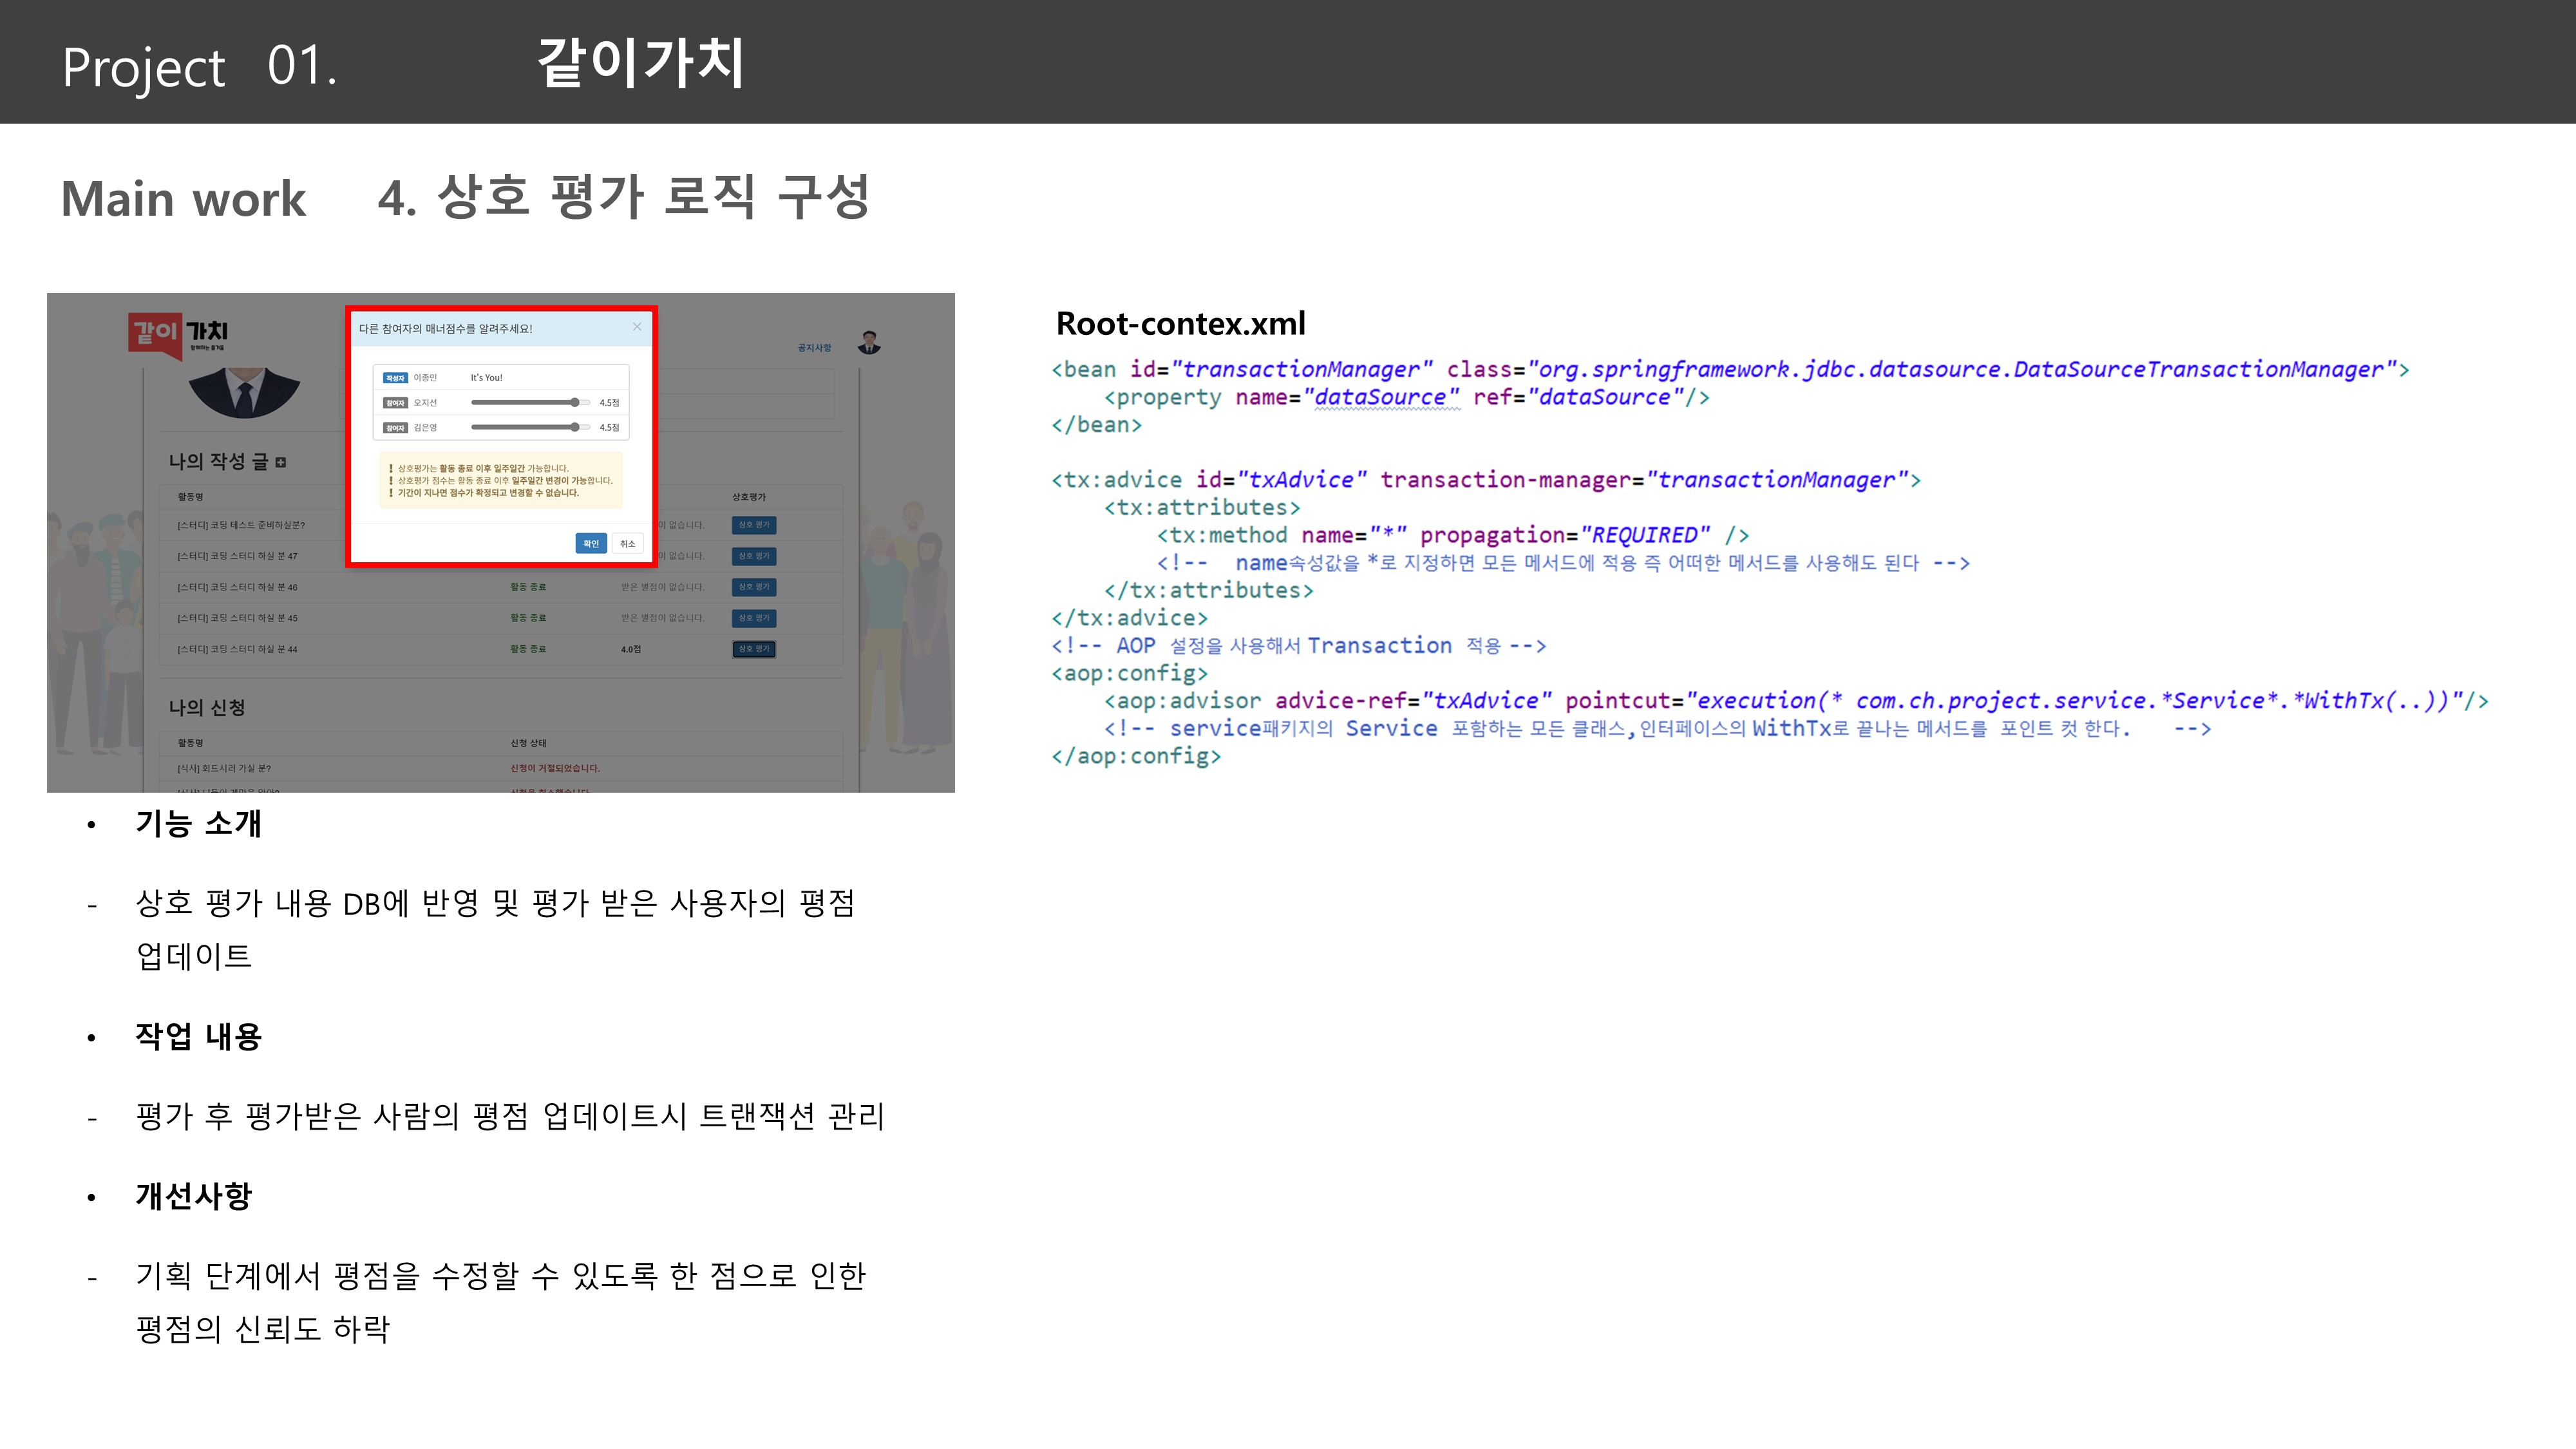 Project 01. 같이가치
Main work 4. 상호 평가 로직 구성
같이 가치
함께하는 즐거움
공지사항
다른 참여자의 매너점수를 알려주세요!
작성자 이종민 It's You!
참여자 오지선 4.5점
참여자 김은영 4.5점
! 상호평가는 활동 종료 이후 일주일간 가능합니다.
! 상호평가 점수는 활동 종료 이후 일주일간 변경이 가능합니다.
! 기간이 지나면 점수가 확정되고 변경할 수 없습니다.
확인 취소
나의 작성 글
활동명 상호평가
[스터디] 코딩 테스트 준비하실분? 이 없습니다. 상호 평가
[스터디] 코딩 스터디 하실 분 47 이 없습니다. 상호 평가
[스터디] 코딩 스터디 하실 분 46 활동 종료 받은 별점이 없습니다. 상호 평가
[스터디] 코딩 스터디 하실 분 45 활동 종료 받은 별점이 없습니다. 상호 평가
[스터디] 코딩 스터디 하실 분 44 활동 종료 4.0점 상호 평가
나의 신청
활동명 신청 상태
[식사] 회드시러 가실 분? 신청이 거절되었습니다.
Root-contex.xml
<bean id="transactionManager" class="org.springframework.jdbc.datasource.DataSourceTransactionManager">
<property name="dataSource" ref="dataSource"/>
</bean>
<tx:advice id="txAdvice" transaction-manager="transactionManager">
<tx:attributes>
<tx:method name="*" propagation="REQUIRED" />
<!-- name속성값을 *로 지정하면 모든 메서드에 적용 즉 어떠한 메서드를 사용해도 된다 -->
</tx:attributes>
</tx:advice>
<!-- AOP 설정을 사용해서 Transaction 적용 -->
<aop:config>
<aop:advisor advice-ref="txAdvice" pointcut="execution(* com.ch.project.service.*Service*.*WithTx(..))"/>
<!-- service패키지의 Service 포함하는 모든 클래스,인터페이스의 WithTx로 끝나는 메서드를 포인트 컷 한다. -->
</aop:config>
• 기능 소개
- 상호 평가 내용 DB에 반영 및 평가 받은 사용자의 평점
업데이트
• 작업 내용
- 평가 후 평가받은 사람의 평점 업데이트시 트랜잭션 관리
• 개선사항
- 기획 단계에서 평점을 수정할 수 있도록 한 점으로 인한
평점의 신뢰도 하락